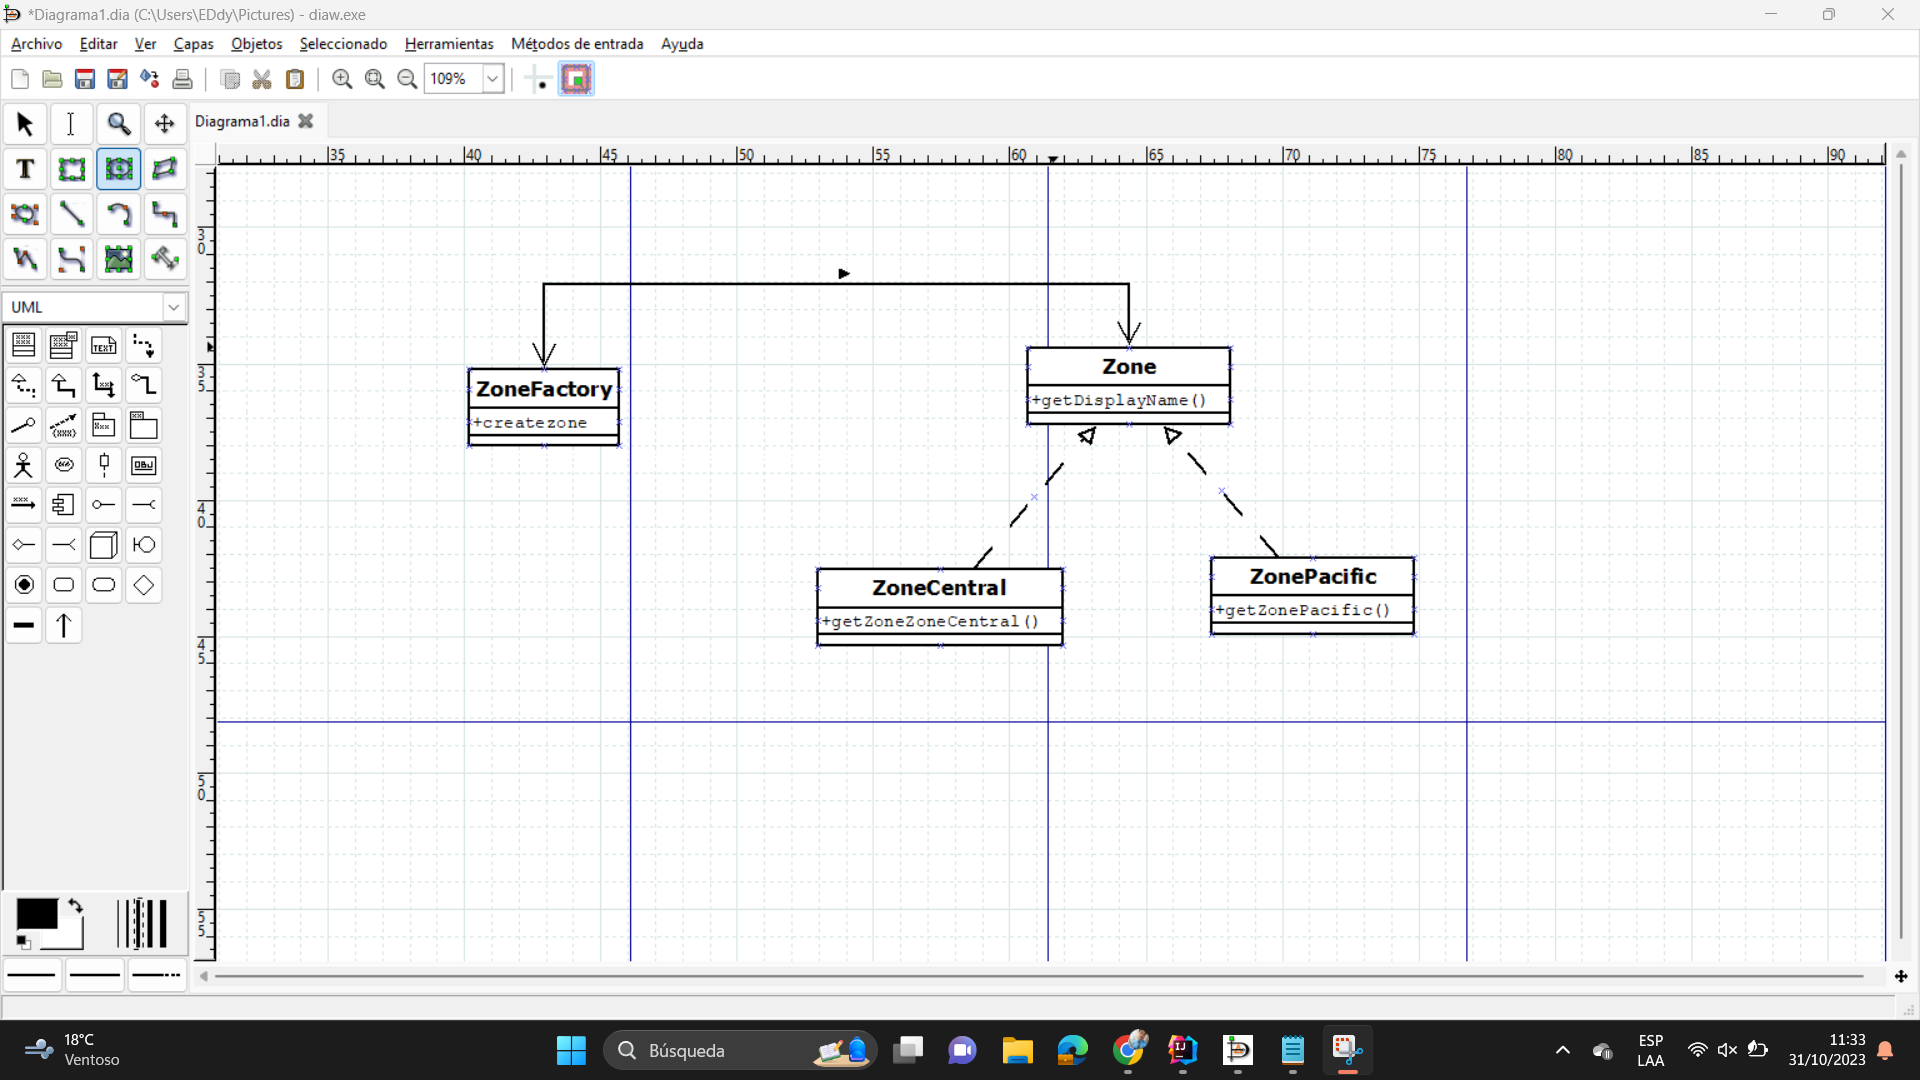 *Diagrama1.dia (C:\Users\EDdy\Pictures) - diaw.exe
Archivo Editar Ver Capas Objetos Seleccionado Herramientas Métodos de entrada Ayuda
109%
Diagrama1.dia
35 40 45 50 55 60 65 70 75 80 85 90
T
30
35
40
45
50
55
UML
TEXT
OBJ
ZoneFactory
+createzone
Zone
+getDisplayName()
ZoneCentral
+getZoneZoneCentral()
ZonePacific
+getZonePacific()
18°C
Ventoso
Búsqueda
IJ
ESP
LAA
11:33
31/10/2023